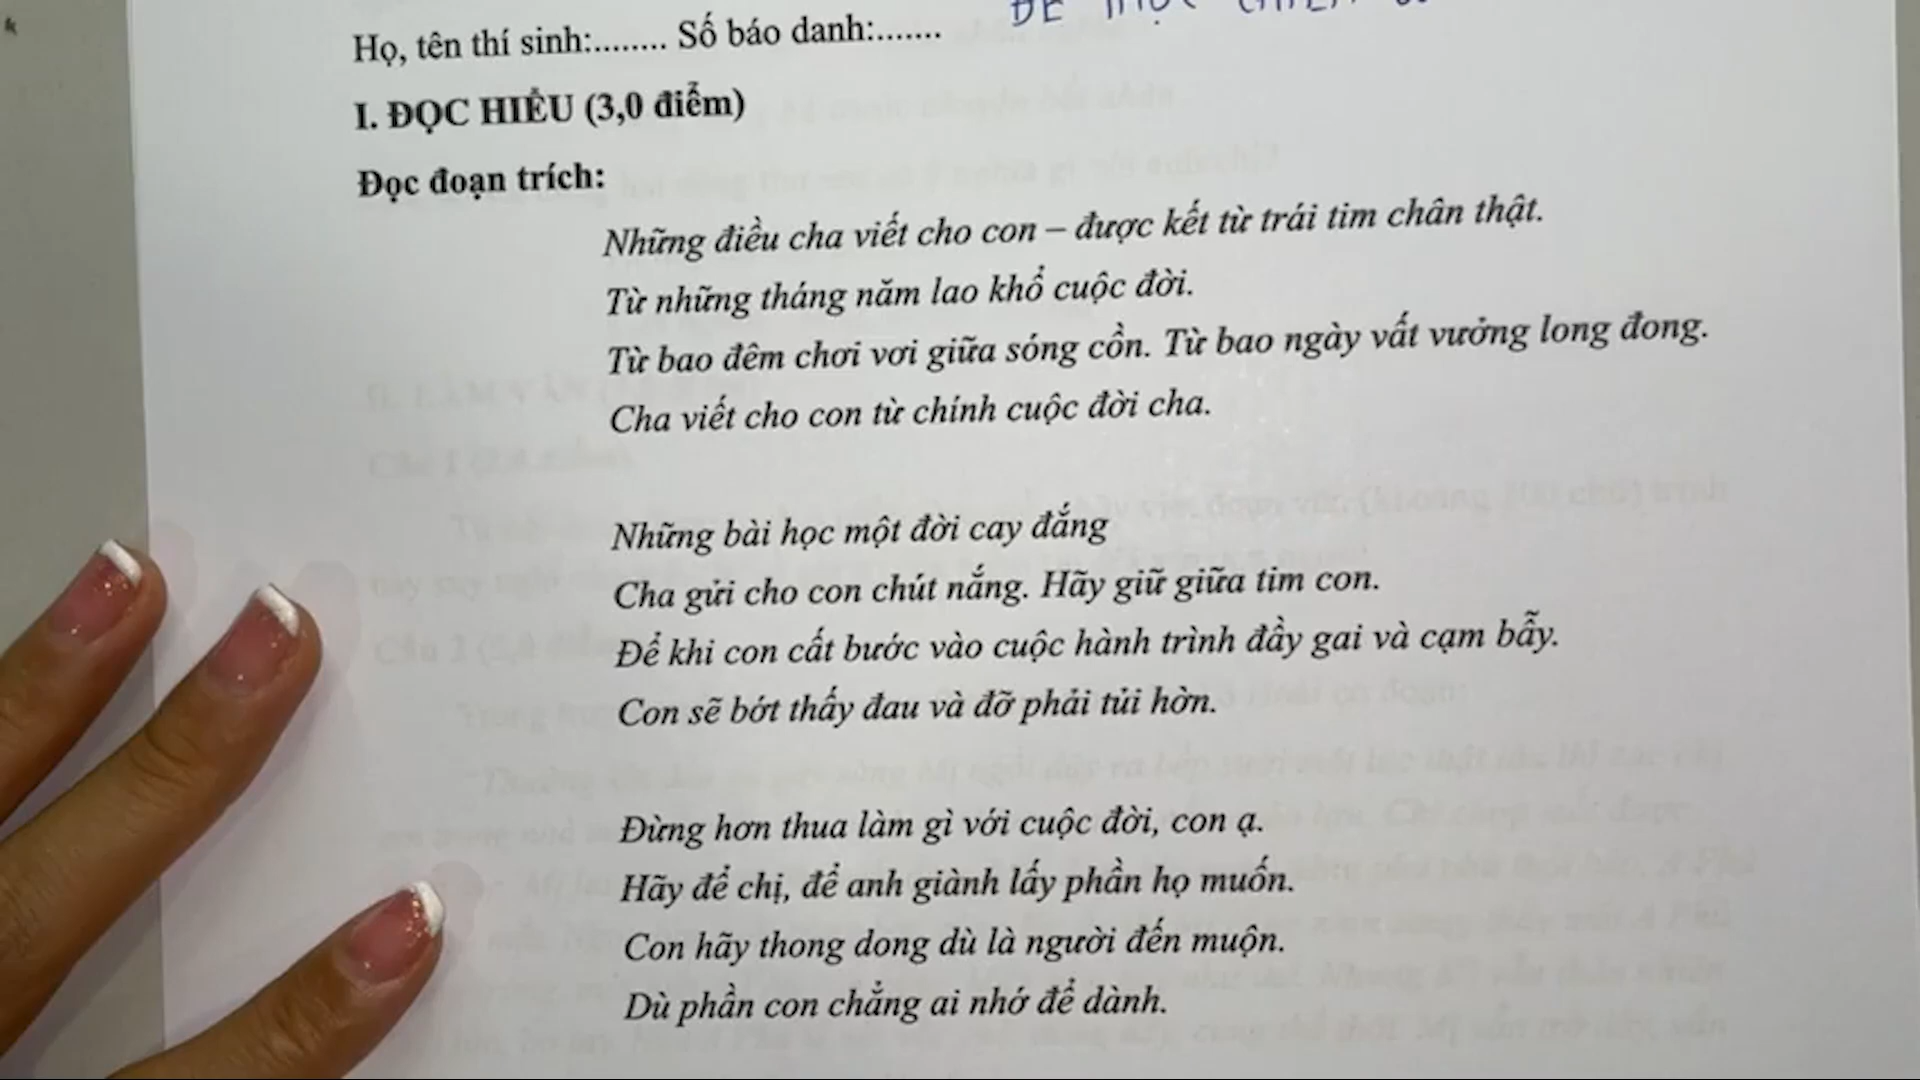 Họ, tên thí sinh:........ Số báo danh:.......
I. ĐỌC HIỂU (3,0 điểm)
Đọc đoạn trích:
Những điều cha viết cho con – được kết từ trái tim chân thật.
Từ những tháng năm lao khổ cuộc đời.
Từ bao đêm chơi vơi giữa sóng cồn. Từ bao ngày vất vưởng long đong.
Cha viết cho con từ chính cuộc đời cha.
Những bài học một đời cay đắng
Cha gửi cho con chút nắng. Hãy giữ giữa tim con.
Để khi con cất bước vào cuộc hành trình đầy gai và cạm bẫy.
Con sẽ bớt thấy đau và đỡ phải tủi hờn.
Đừng hơn thua làm gì với cuộc đời, con ạ.
Hãy để chị, để anh giành lấy phần họ muốn.
Con hãy thong dong dù là người đến muộn.
Dù phần con chẳng ai nhớ để dành.